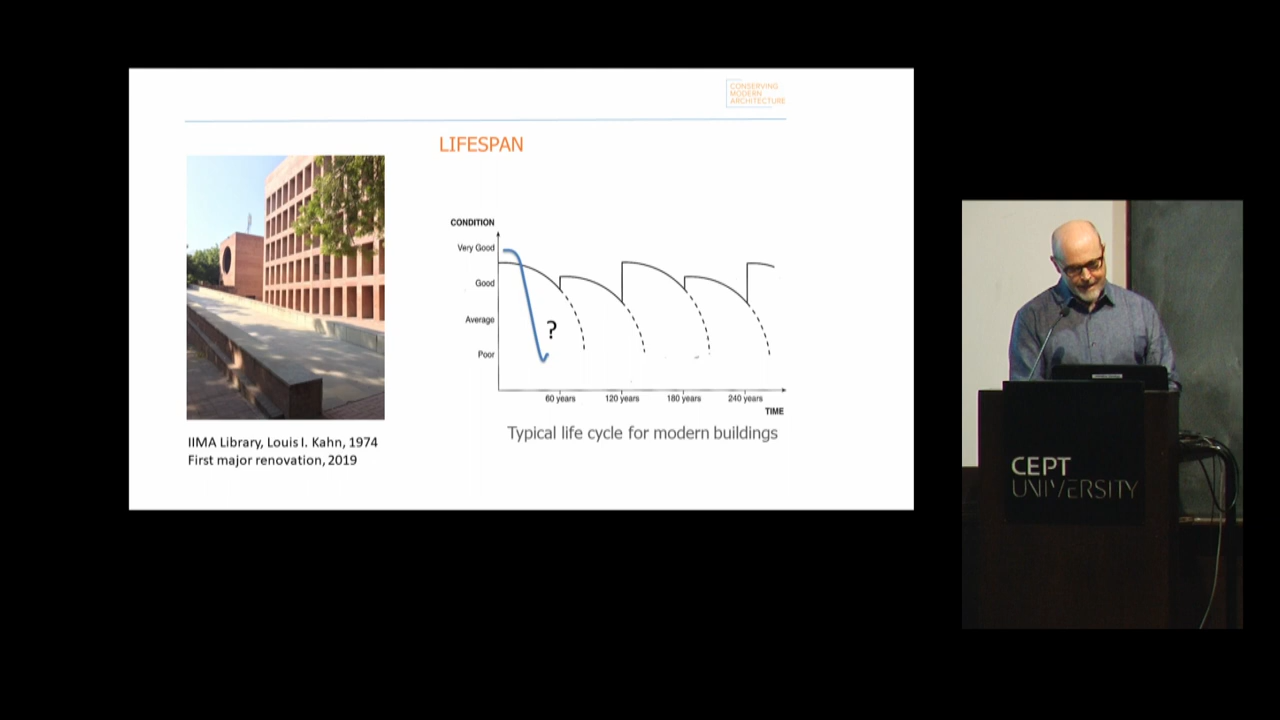 CONSERVING
MODERN
ARCHITECTURE
LIFESPAN
CONDITION
Very Good
Good
Average
Poor
?
60 years
120 years
180 years
240 years
TIME
Typical life cycle for modern buildings
IIMA Library, Louis I. Kahn, 1974
First major renovation, 2019
CEPT
UNIVERSITY